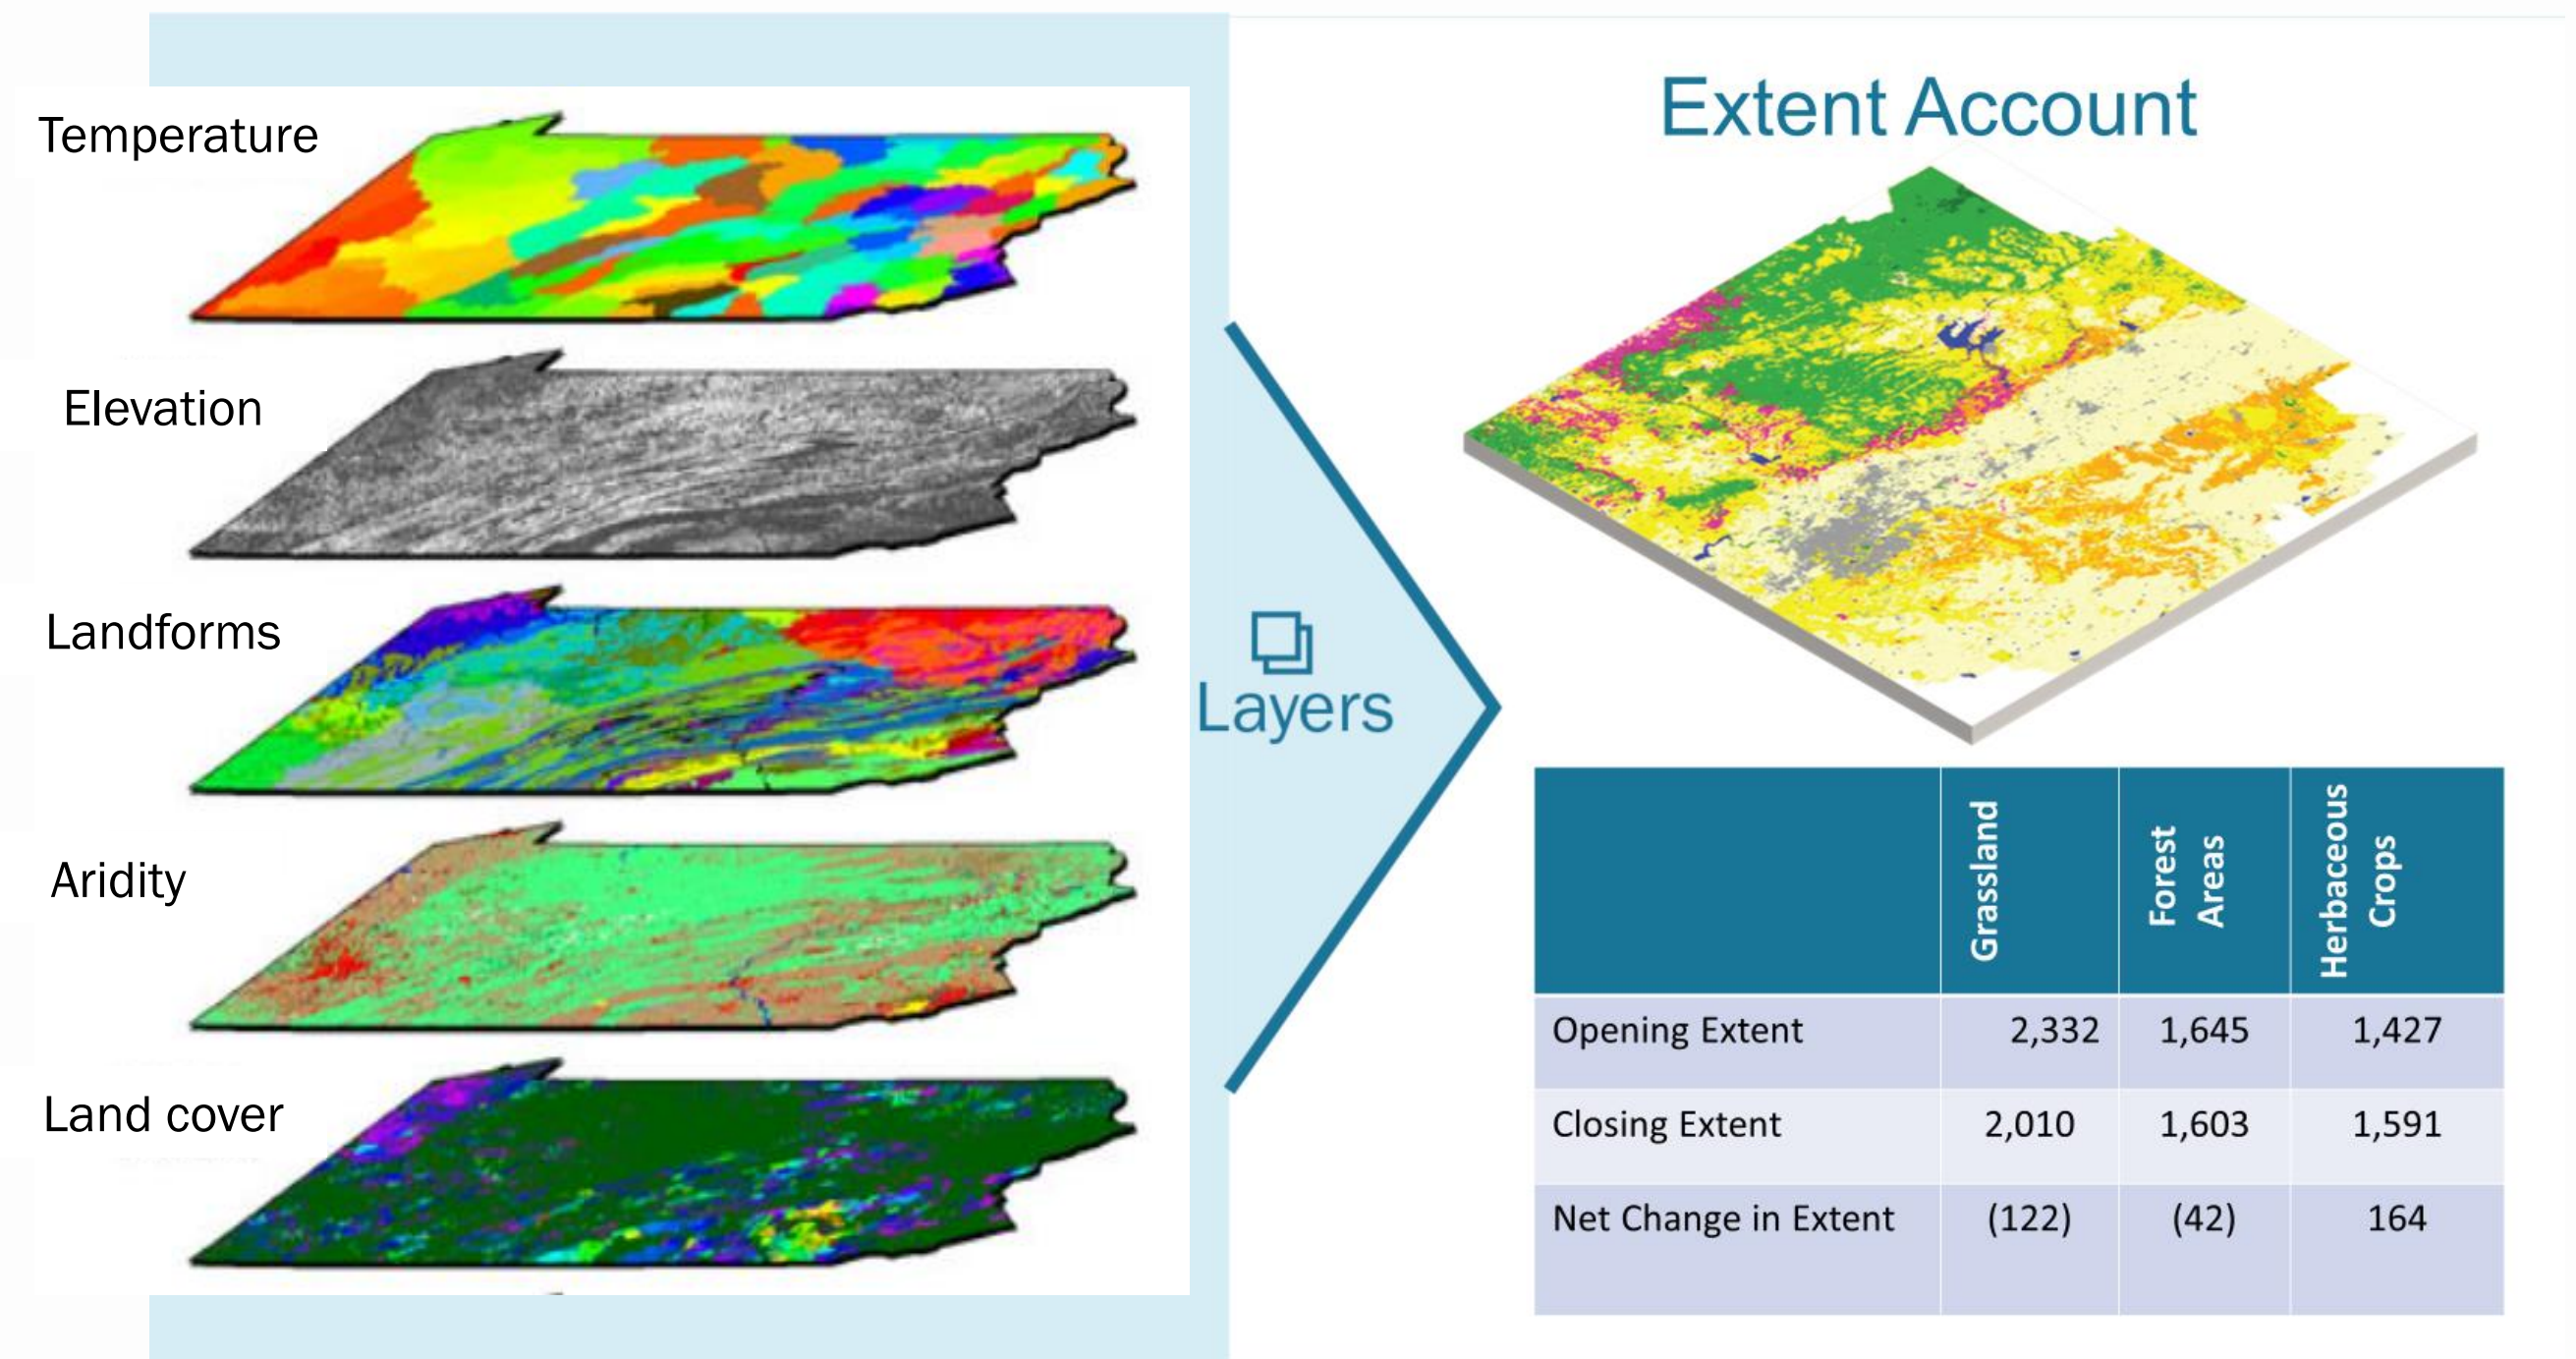 Temperature
Elevation
Landforms
Aridity
Land cover
Layers
Extent Account
Grassland
Forest
Areas
Herbaceous
Crops
Opening Extent 2,332 1,645 1,427
Closing Extent 2,010 1,603 1,591
Net Change in Extent (122) (42) 164